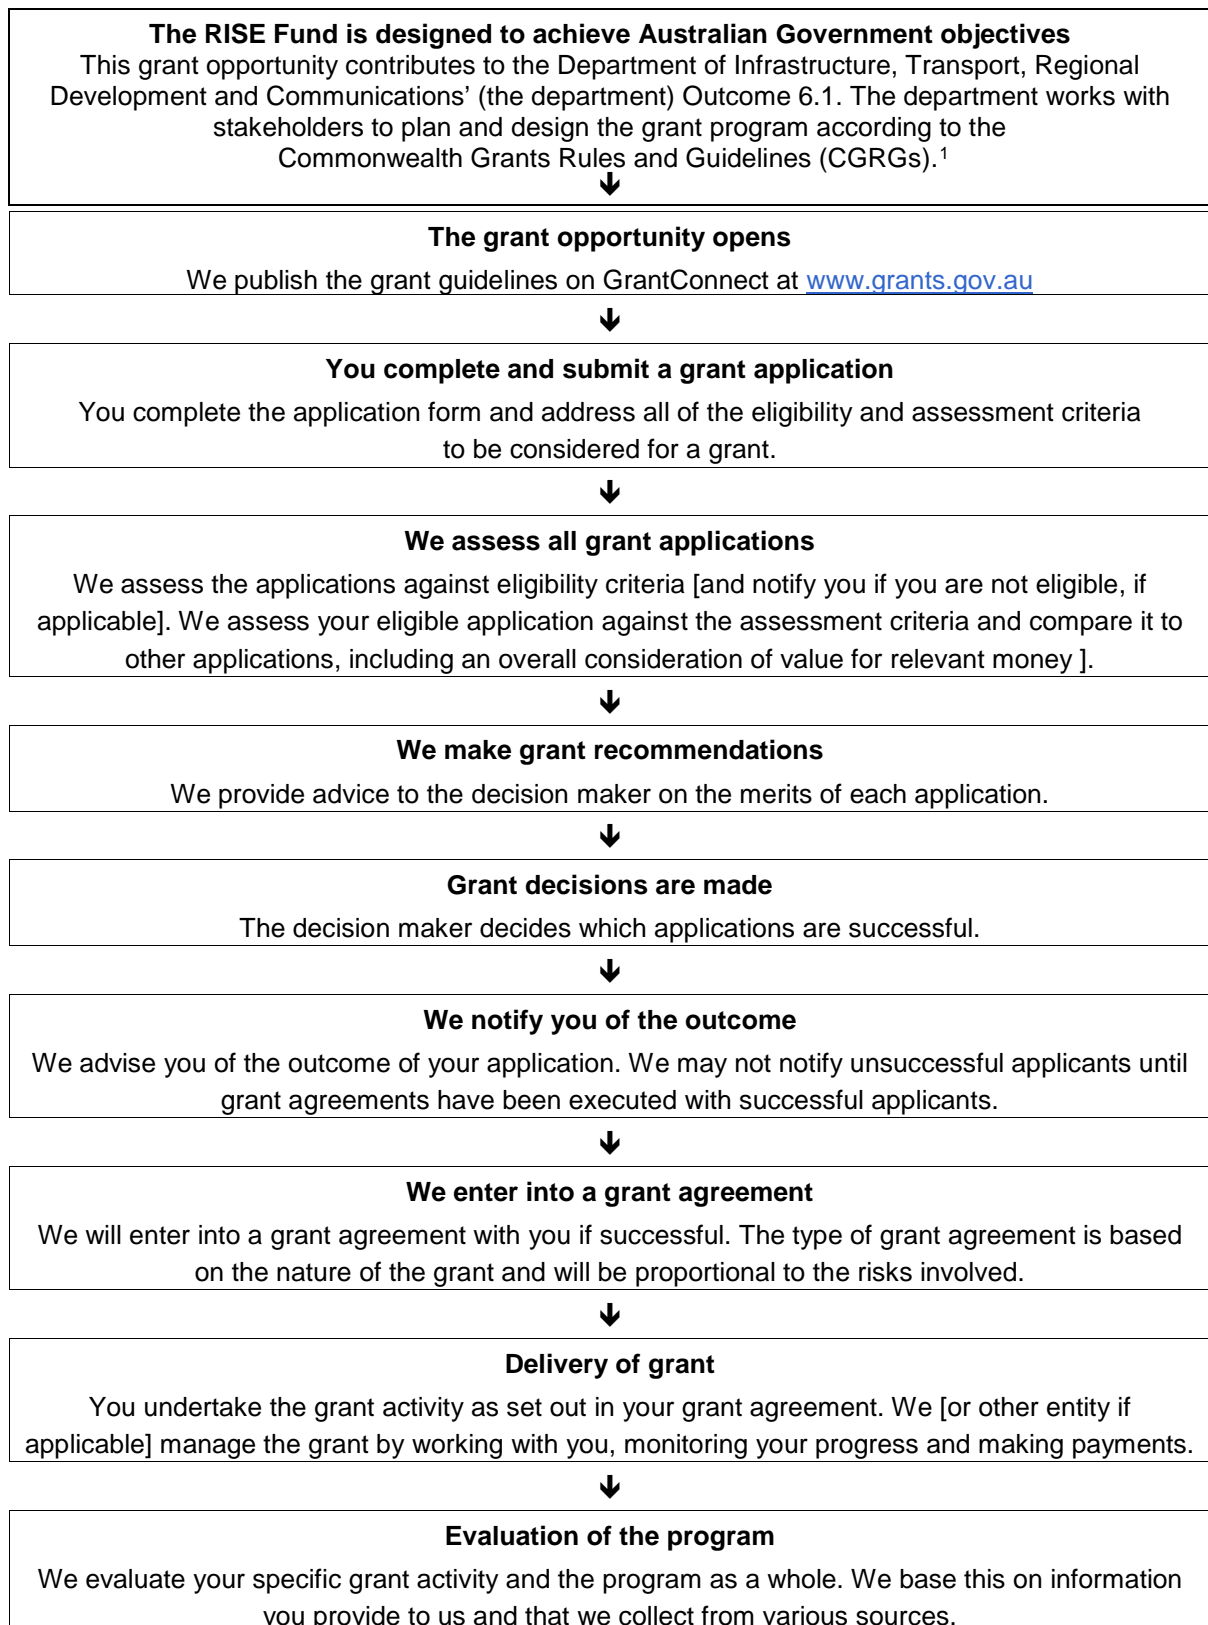 The RISE Fund is designed to achieve Australian Government objectives
This grant opportunity contributes to the Department of Infrastructure, Transport, Regional
Development and Communications’ (the department) Outcome 6.1. The department works with
stakeholders to plan and design the grant program according to the
Commonwealth Grants Rules and Guidelines (CGRGs).1
The grant opportunity opens
We publish the grant guidelines on GrantConnect at www.grants.gov.au
You complete and submit a grant application
You complete the application form and address all of the eligibility and assessment criteria
to be considered for a grant.
We assess all grant applications
We assess the applications against eligibility criteria [and notify you if you are not eligible, if
applicable]. We assess your eligible application against the assessment criteria and compare it to
other applications, including an overall consideration of value for relevant money ].
We make grant recommendations
We provide advice to the decision maker on the merits of each application.
Grant decisions are made
The decision maker decides which applications are successful.
We notify you of the outcome
We advise you of the outcome of your application. We may not notify unsuccessful applicants until
grant agreements have been executed with successful applicants.
We enter into a grant agreement
We will enter into a grant agreement with you if successful. The type of grant agreement is based
on the nature of the grant and will be proportional to the risks involved.
Delivery of grant
You undertake the grant activity as set out in your grant agreement. We [or other entity if
applicable] manage the grant by working with you, monitoring your progress and making payments.
Evaluation of the program
We evaluate your specific grant activity and the program as a whole. We base this on information
you provide to us and that we collect from various sources.